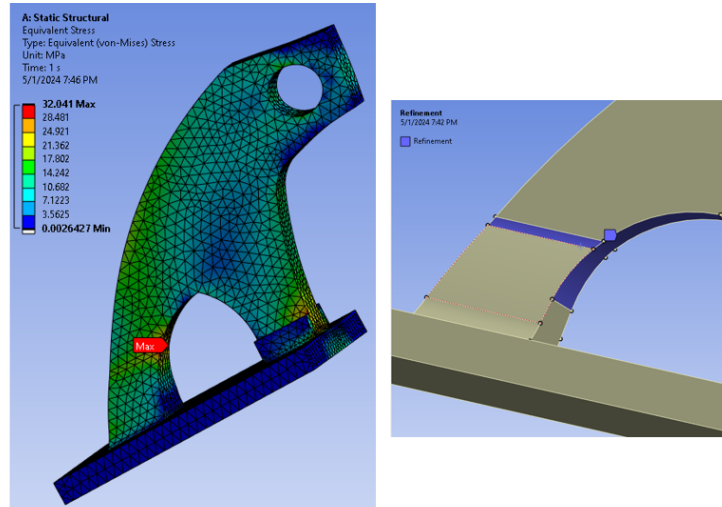 A: Static Structural
Equivalent Stress
Type: Equivalent (von-Mises) Stress
Unit: MPa
Time: 1 s
5/1/2024 7:46 PM
32.041 Max
28.481
24.921
21.362
17.802
14.242
10.682
7.1223
3.5625
0.0026427 Min
Max
Refinement
5/1/2024 7:42 PM
Refinement